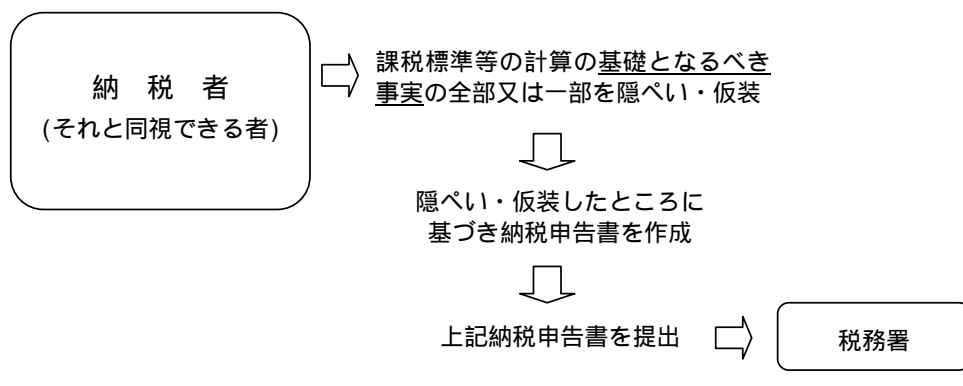 納　税　者
(それと同視できる者)
課税標準等の計算の基礎となるべき
事実の全部又は一部を隠ぺい・仮装
隠ぺい・仮装したところに
基づき納税申告書を作成
上記納税申告書を提出
税務署